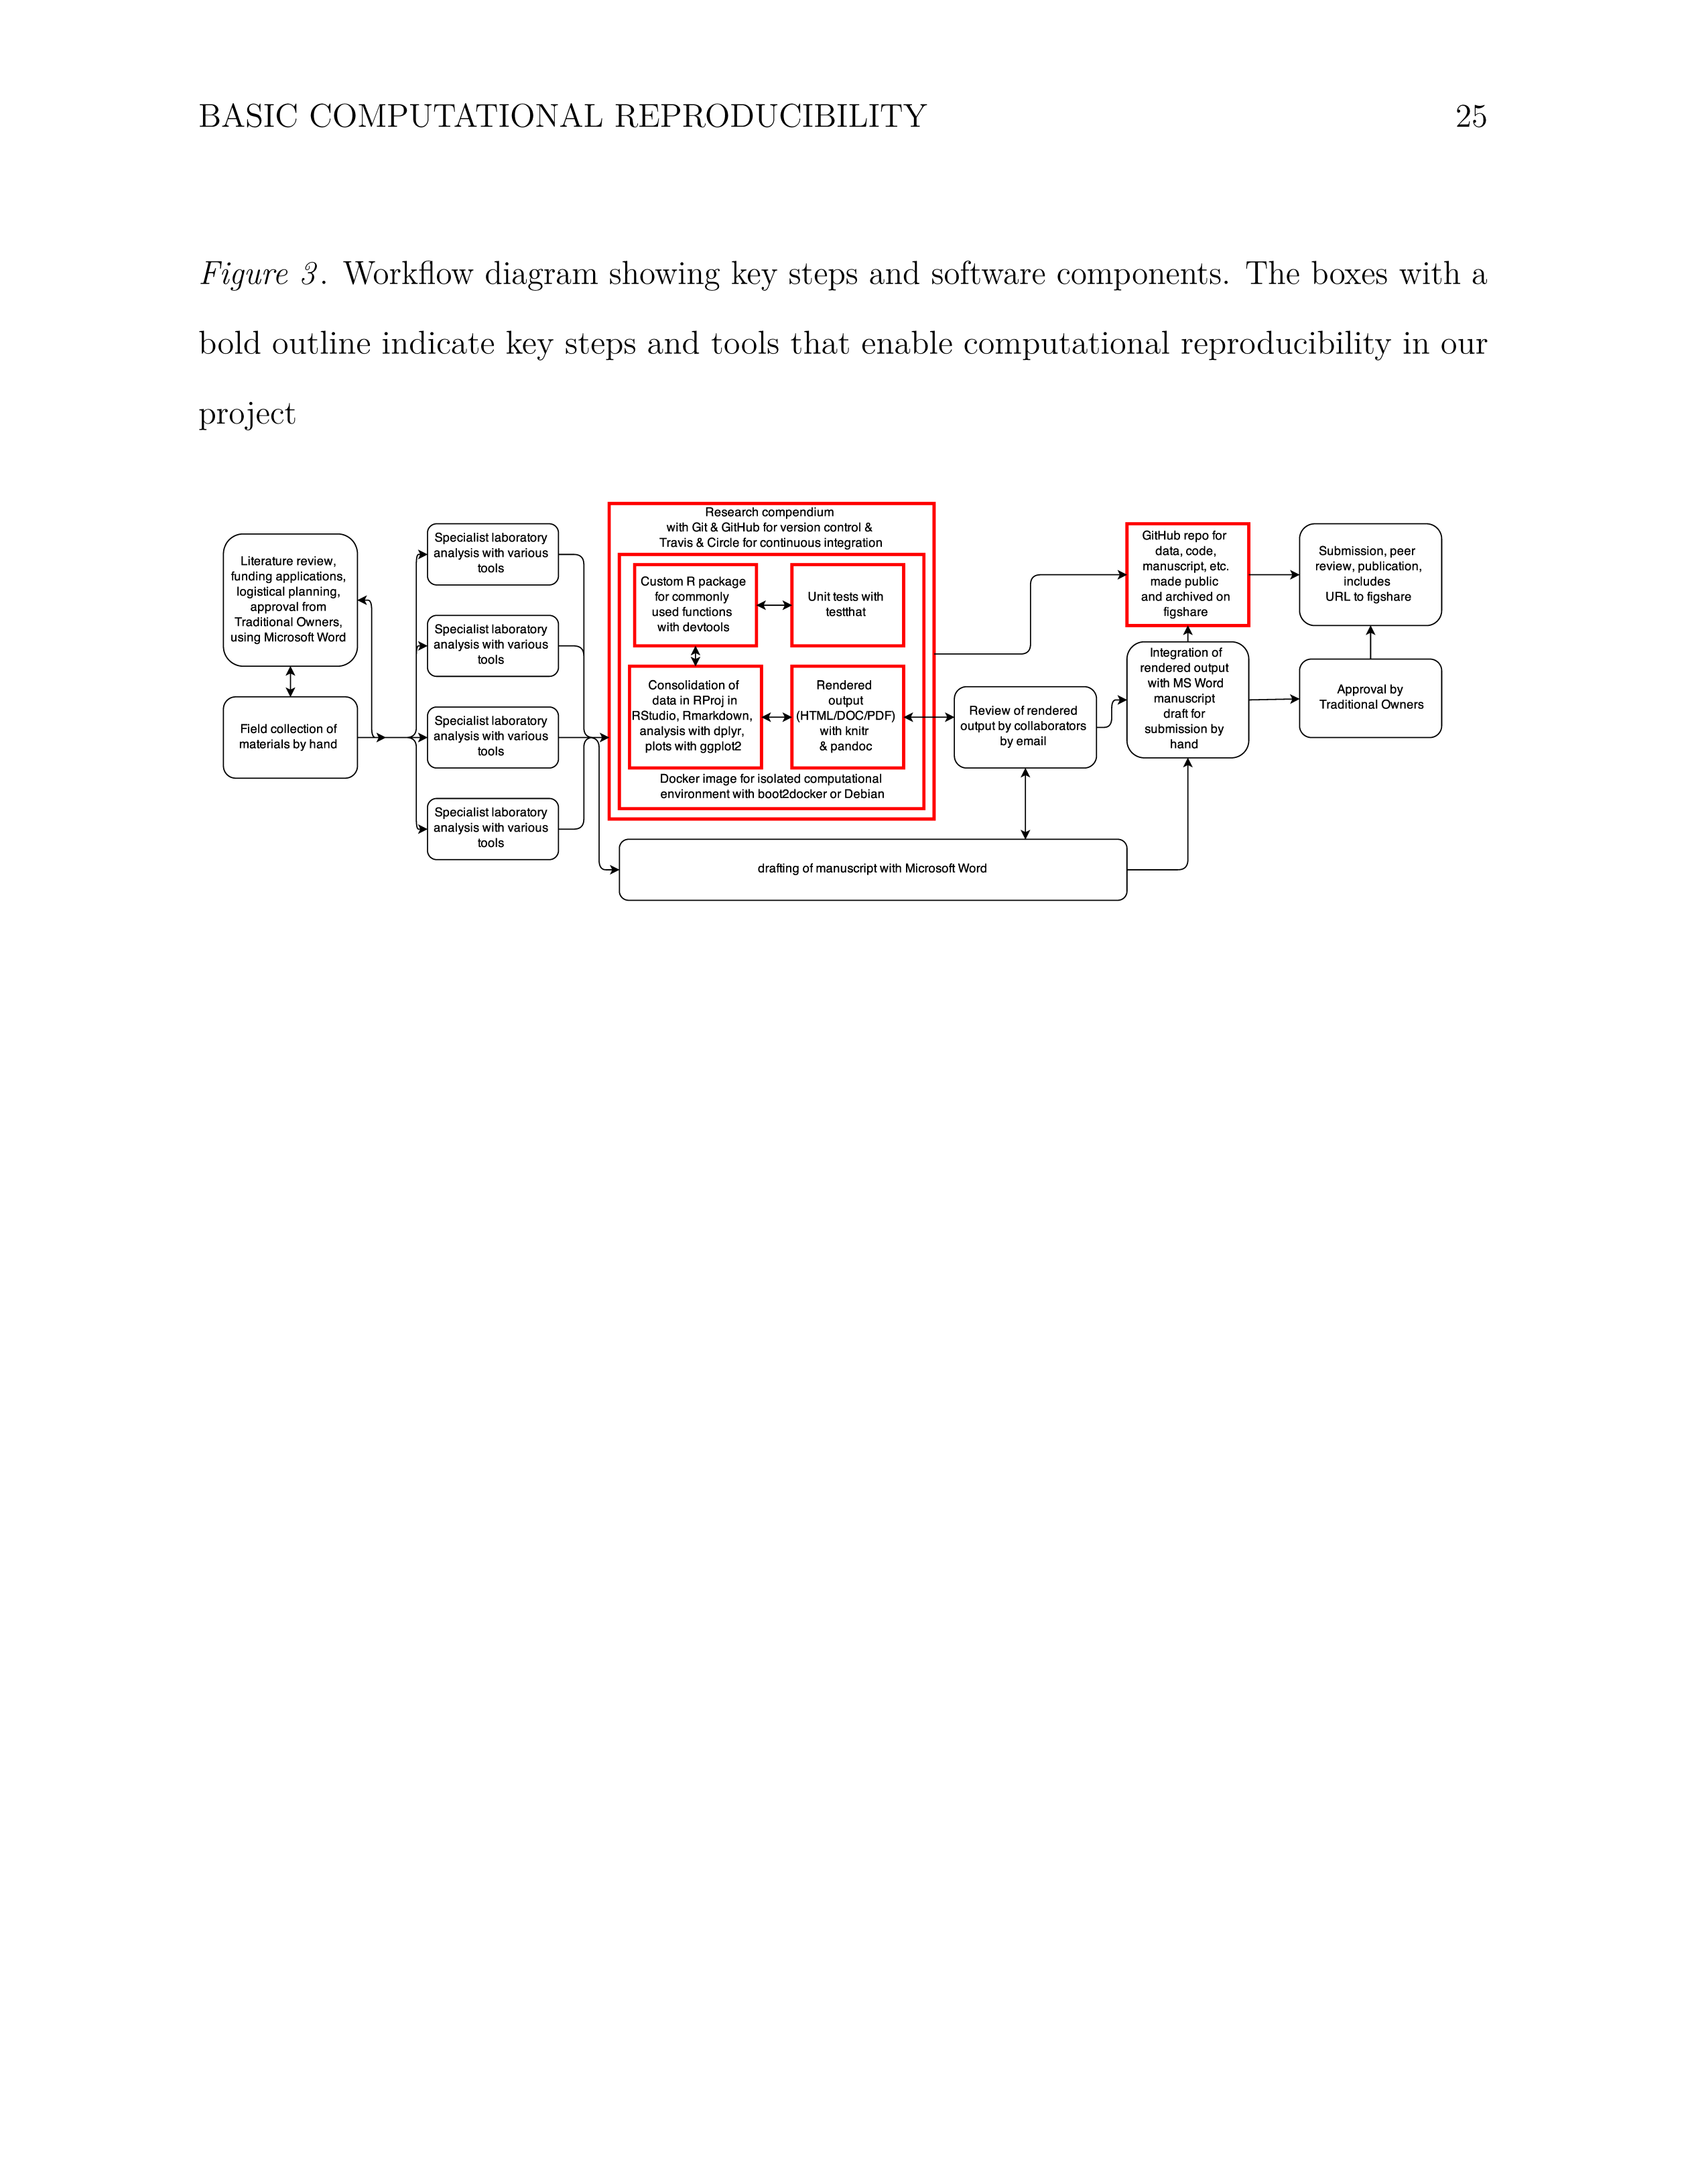 BASIC COMPUTATIONAL REPRODUCIBILITY 25
Figure 3. Workflow diagram showing key steps and software components. The boxes with a
bold outline indicate key steps and tools that enable computational reproducibility in our
project
Literature review,
funding applications,
logistical planning,
approval from
Traditional Owners,
using Microsoft Word
Field collection of
materials by hand
Specialist laboratory
analysis with various
tools
Specialist laboratory
analysis with various
tools
Specialist laboratory
analysis with various
tools
Specialist laboratory
analysis with various
tools
Research compendium
with Git & GitHub for version control &
Travis & Circle for continuous integration
Custom R package
for commonly
used functions
with devtools
Unit tests with
testthat
Consolidation of
data in RProj in
RStudio, Rmarkdown,
analysis with dplyr,
plots with ggplot2
Rendered
output
(HTML/DOC/PDF)
with knitr
& pandoc
Docker image for isolated computational
environment with boot2docker or Debian
drafting of manuscript with Microsoft Word
Review of rendered
output by collaborators
by email
GitHub repo for
data, code,
manuscript, etc.
made public
and archived on
figshare
Integration of
rendered output
with MS Word
manuscript
draft for
submission by
hand
Submission, peer
review, publication,
includes
URL to figshare
Approval by
Traditional Owners